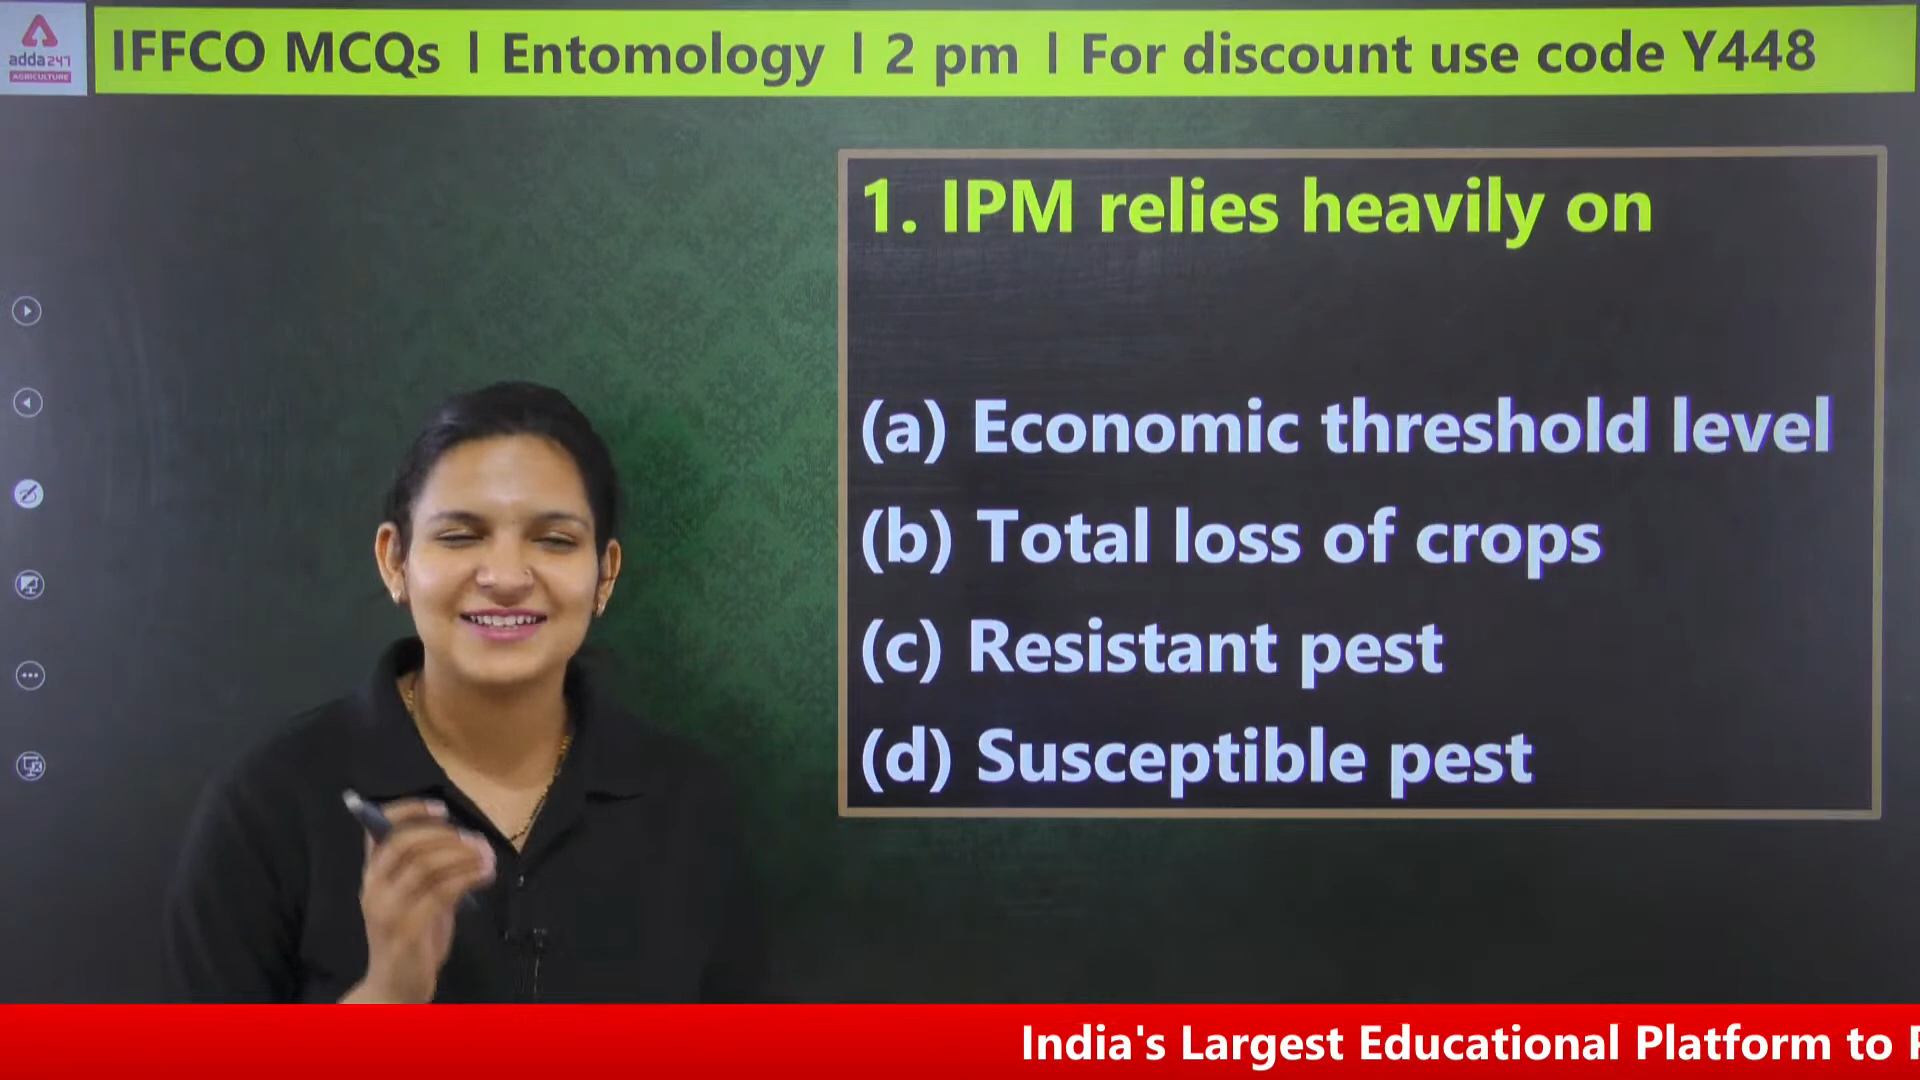 adda247
AGRICULTURE
IFFCO MCQs I Entomology I 2 pm I For discount use code Y448
1. IPM relies heavily on
(a) Economic threshold level
(b) Total loss of crops
(c) Resistant pest
(d) Susceptible pest
India's Largest Educational Platform to